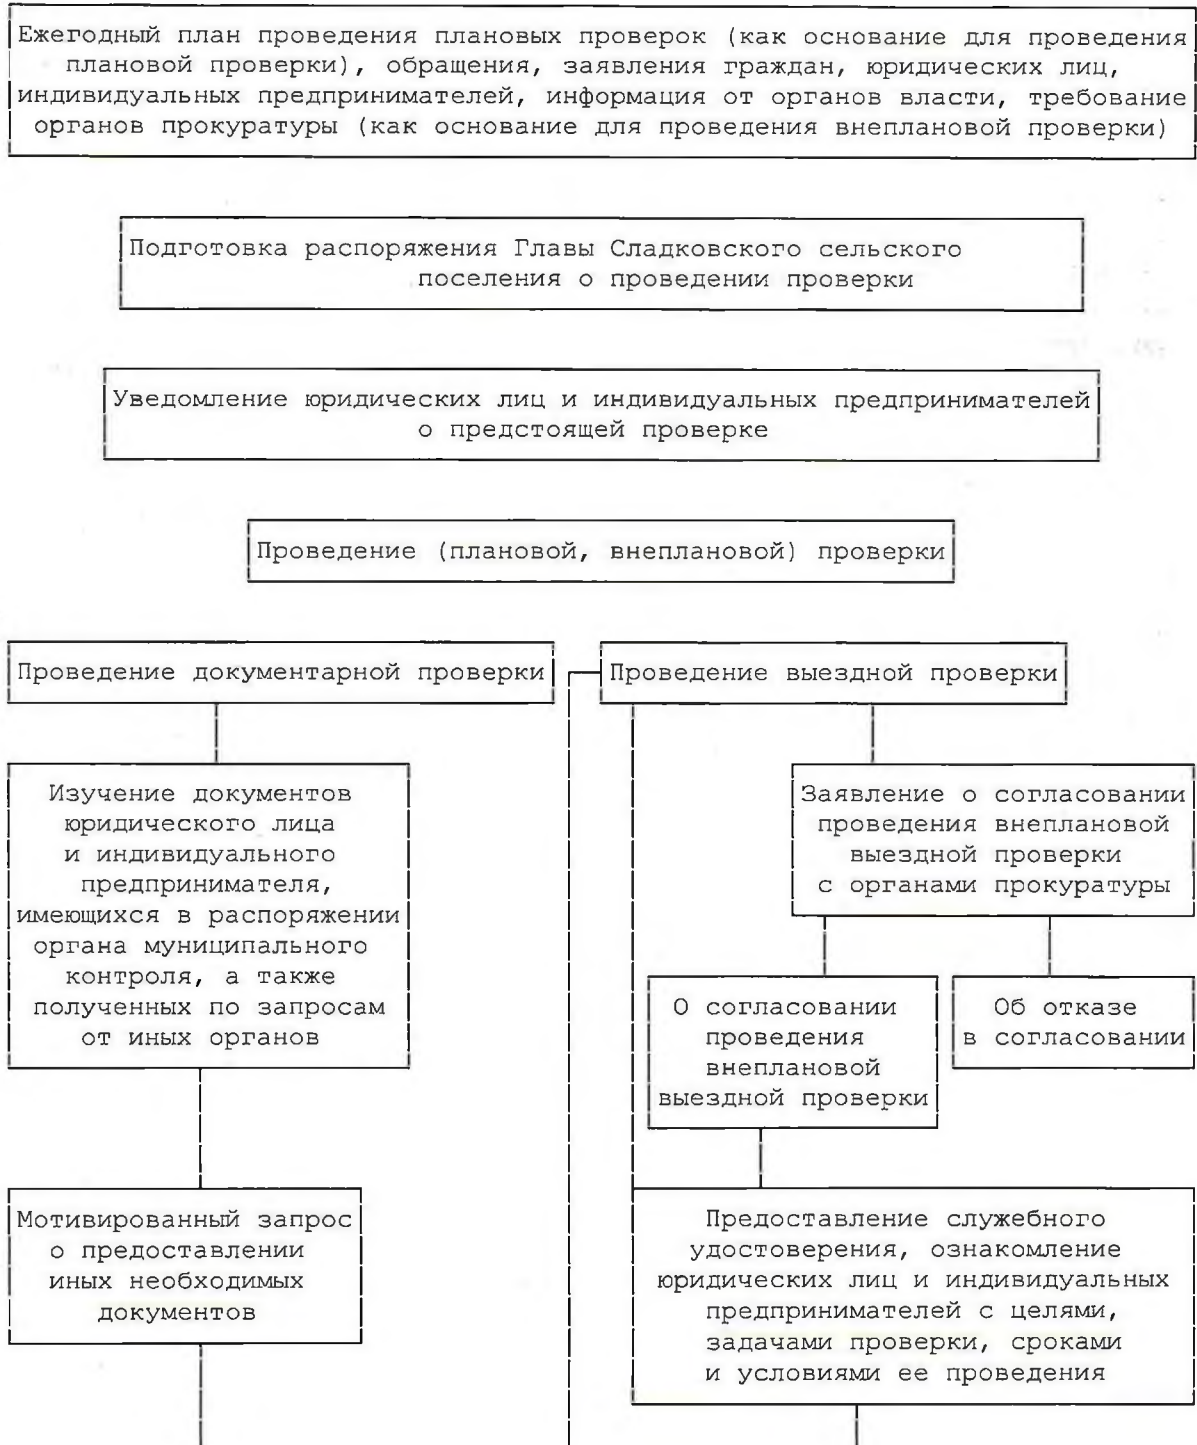 Ежегодный план проведения плановых проверок (как основание для проведения
плановой проверки), обращения, заявления граждан, юридических лиц,
индивидуальных предпринимателей, информация от органов власти, требование
органов прокуратуры (как основание для проведения внеплановой проверки)
Подготовка распоряжения Главы Сладковского сельского
поселения о проведении проверки
Уведомление юридических лиц и индивидуальных предпринимателей
о предстоящей проверке
Проведение (плановой, внеплановой) проверки
Проведение документарной проверки
Проведение выездной проверки
Изучение документов
юридического лица
и индивидуального
предпринимателя,
имеющихся в распоряжении
органа муниципального
контроля, а также
полученных по запросам
от иных органов
Заявление о согласовании
проведения внеплановой
выездной проверки
с органами прокуратуры
О согласовании
проведения
внеплановой
выездной проверки
Об отказе
в согласовании
Мотивированный запрос
о предоставлении
иных необходимых
документов
Предоставление служебного
удостоверения, ознакомление
юридических лиц и индивидуальных
предпринимателей с целями,
задачами проверки, сроками
и условиями ее проведения